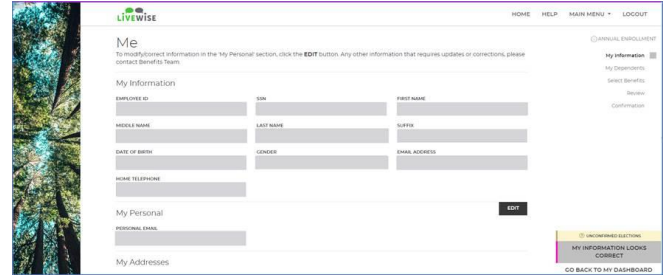 LIVEWISE
HOME HELP MAIN MENU LOGOUT
Me
To modify/correct information in the 'My Personal' section, click the EDIT button. Any other information that requires updates or corrections, please
contact Benefits Team.
ANNUAL ENROLLMENT
My Information
My Dependents
Select Benefits
Review
Confirmation
My Information
EMPLOYEE ID SSN FIRST NAME
MIDDLE NAME LAST NAME SUFFIX
DATE OF BIRTH GENDER EMAIL ADDRESS
HOME TELEPHONE
My Personal
EDIT
PERSONAL EMAIL
My Addresses
UNCONFIRMED ELECTIONS
MY INFORMATION LOOKS
CORRECT
GO BACK TO MY DASHBOARD